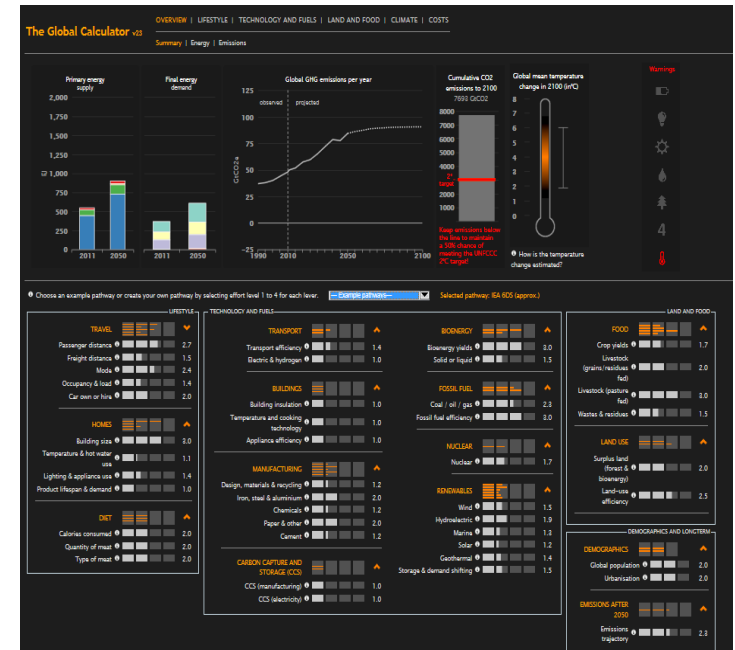 The Global Calculator v23
OVERVIEW | LIFESTYLE | TECHNOLOGY AND FUELS | LAND AND FOOD | CLIMATE | COSTS
Summary | Energy | Emissions
Primary energy
supply
2,000
1,750
1,500
1,250
EJ 1,000
750
500
250
0
2011 2050
Final energy
demand
2011 2050
Global GHG emissions per year
125
100
75
50
25
0
-25
GtCO2e
observed projected
1990 2010 2050 2100
Cumulative CO2
emissions to 2100
7693 GtCO2
8000
7000
6000
5000
4000
2°
target
2000
1000
Keep emissions below
the line to maintain
a 50% chance of
meeting the UNFCCC
2°C target!
Global mean temperature
change in 2100 (in°C)
8
7
6
5
4
3
2
1
0
How is the temperature
change estimated?
Warnings
4
Choose an example pathway or create your own pathway by selecting effort level 1 to 4 for each lever.
--- Example pathways---
Selected pathway: IEA 6DS (approx.)
LIFESTYLE
TRAVEL
Passenger distance 2.7
Freight distance 1.5
Mode 2.4
Occupancy & load 1.4
Car own or hire 2.0
HOMES
Building size 3.0
Temperature & hot water
use 1.1
Lighting & appliance use 1.4
Product lifespan & demand 1.0
DIET
Calories consumed 2.0
Quantity of meat 2.0
Type of meat 2.0
TECHNOLOGY AND FUELS
TRANSPORT
Transport efficiency 1.4
Electric & hydrogen 1.0
BUILDINGS
Building insulation 1.0
Temperature and cooking
technology 1.0
Appliance efficiency 1.0
MANUFACTURING
Design, materials & recycling 1.2
Iron, steel & aluminium 2.0
Chemicals 1.2
Paper & other 2.0
Cement 1.2
CARBON CAPTURE AND
STORAGE (CCS)
CCS (manufacturing) 1.0
CCS (electricity) 1.0
BIOENERGY
Bioenergy yields 3.0
Solid or liquid 1.5
FOSSIL FUEL
Coal / oil / gas 2.3
Fossil fuel efficiency 3.0
NUCLEAR
Nuclear 1.7
RENEWABLES
Wind 1.5
Hydroelectric 1.9
Marine 1.3
Solar 1.2
Geothermal 1.4
Storage & demand shifting 1.5
LAND AND FOOD
FOOD
Crop yields 1.7
Livestock
(grains/residues
fed) 2.0
Livestock (pasture
fed) 3.0
Wastes & residues 1.5
LAND USE
Surplus land
(forest &
bioenergy) 2.0
Land-use
efficiency 2.5
DEMOGRAPHICS AND LONGTERM
DEMOGRAPHICS
Global population 2.0
Urbanisation 2.0
EMISSIONS AFTER
2050
Emissions
trajectory 2.3